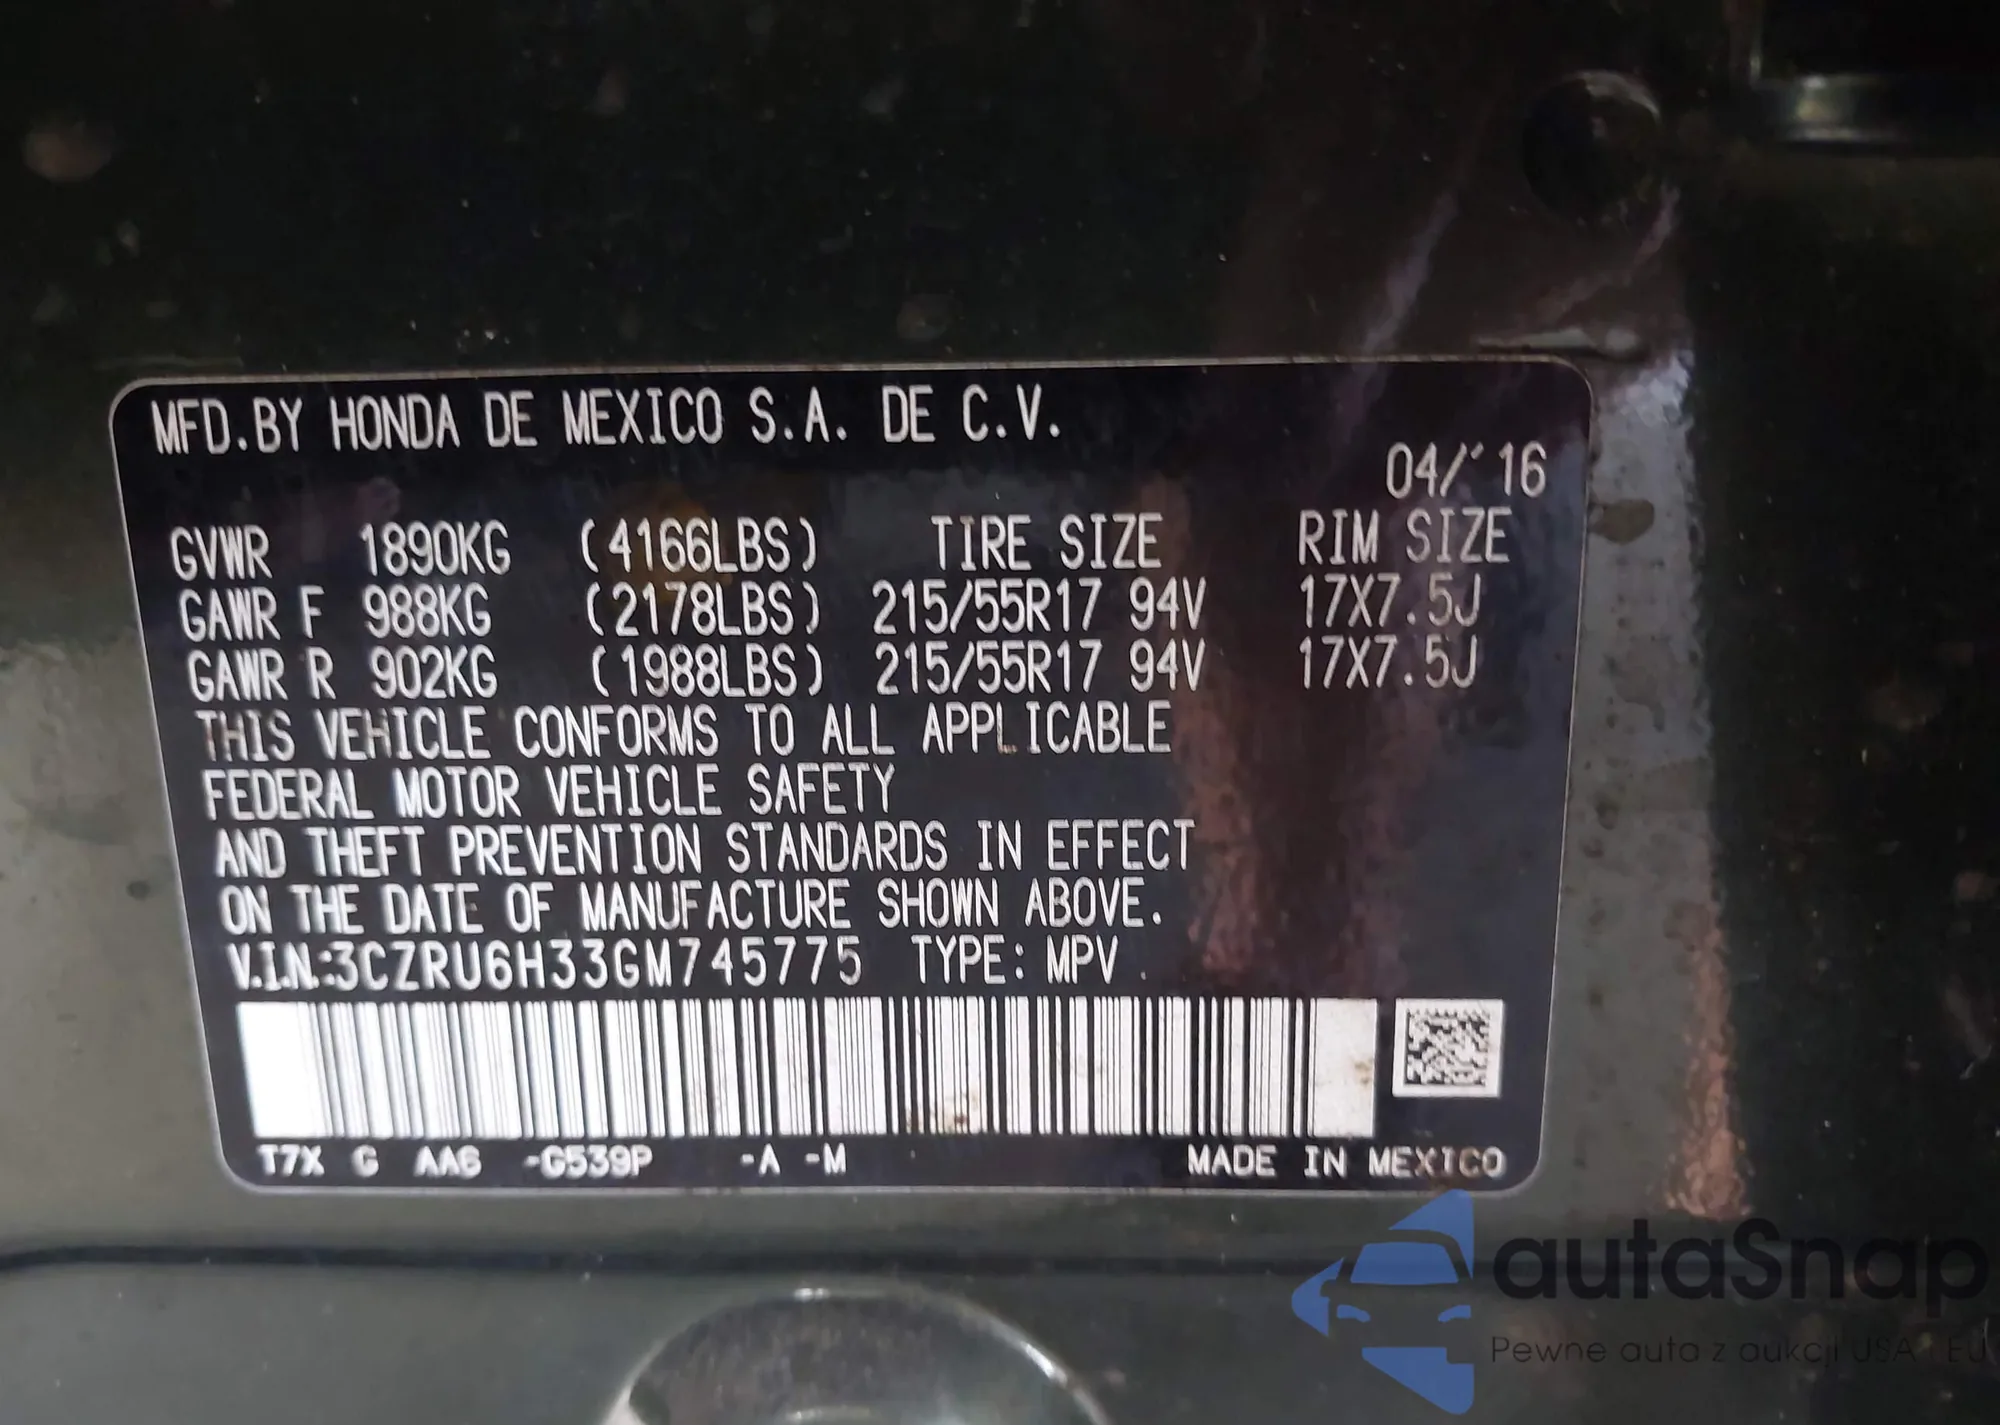 MFD.BY HONDA DE MEXICO S.A. DE C.V.
04/'16
GVWR 1890KG (4166LBS) TIRE SIZE RIM SIZE
GAWR F 988KG (2178LBS) 215/55R17 94V 17X7.5J
GAWR R 902KG (1988LBS) 215/55R17 94V 17X7.5J
THIS VEHICLE CONFORMS TO ALL APPLICABLE
FEDERAL MOTOR VEHICLE SAFETY
AND THEFT PREVENTION STANDARDS IN EFFECT
ON THE DATE OF MANUFACTURE SHOWN ABOVE.
V.I.N.:3CZRU6H33GM745775 TYPE: MPV
T7X G AA6 -G539P -A -M MADE IN MEXICO
autaSnap
Pewne auta z aukcji USA i EU